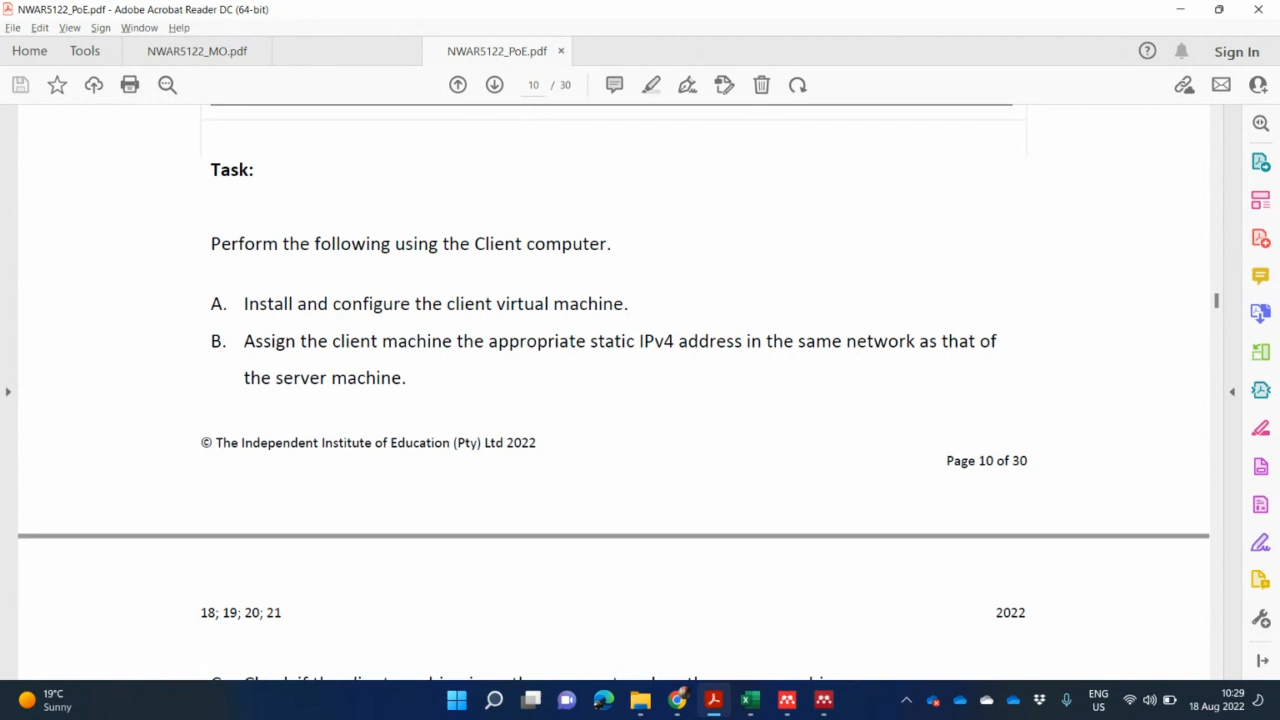 NWAR5122_PoE.pdf - Adobe Acrobat Reader DC (64-bit)
File Edit View Sign Window Help
Home Tools NWAR5122_MO.pdf NWAR5122_PoE.pdf × Sign In
10 / 30
Task:
Perform the following using the Client computer.
A. Install and configure the client virtual machine.
B. Assign the client machine the appropriate static IPv4 address in the same network as that of
the server machine.
© The Independent Institute of Education (Pty) Ltd 2022
Page 10 of 30
18; 19; 20; 21 2022
19°C
Sunny
ENG
US
10:29
18 Aug 2022